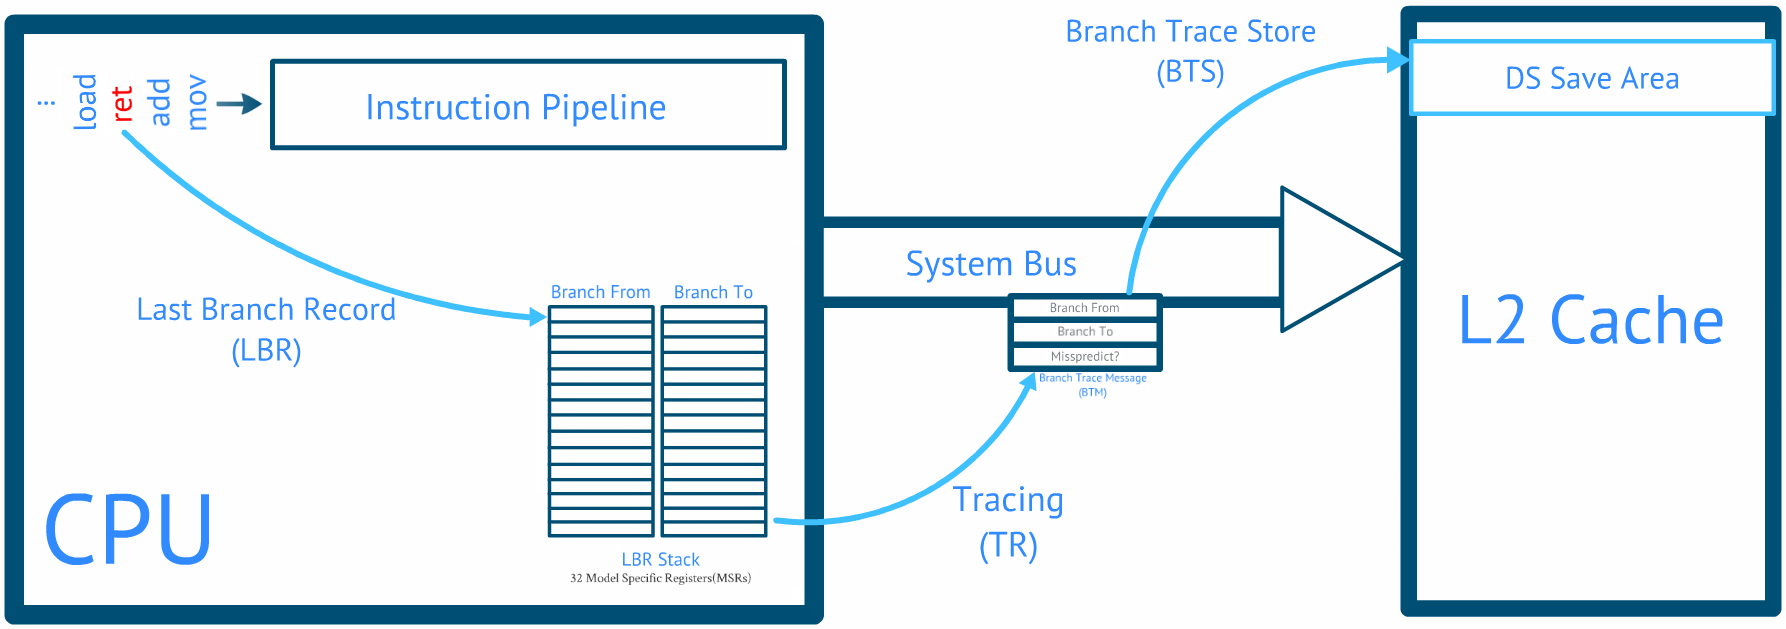 ...
load
ret
add
mov
Instruction Pipeline
Last Branch Record
(LBR)
Branch From
Branch To
LBR Stack
32 Model Specific Registers(MSRs)
CPU
System Bus
Branch From
Branch To
Misspredict?
Branch Trace Message
(BTM)
Tracing
(TR)
Branch Trace Store
(BTS)
DS Save Area
L2 Cache